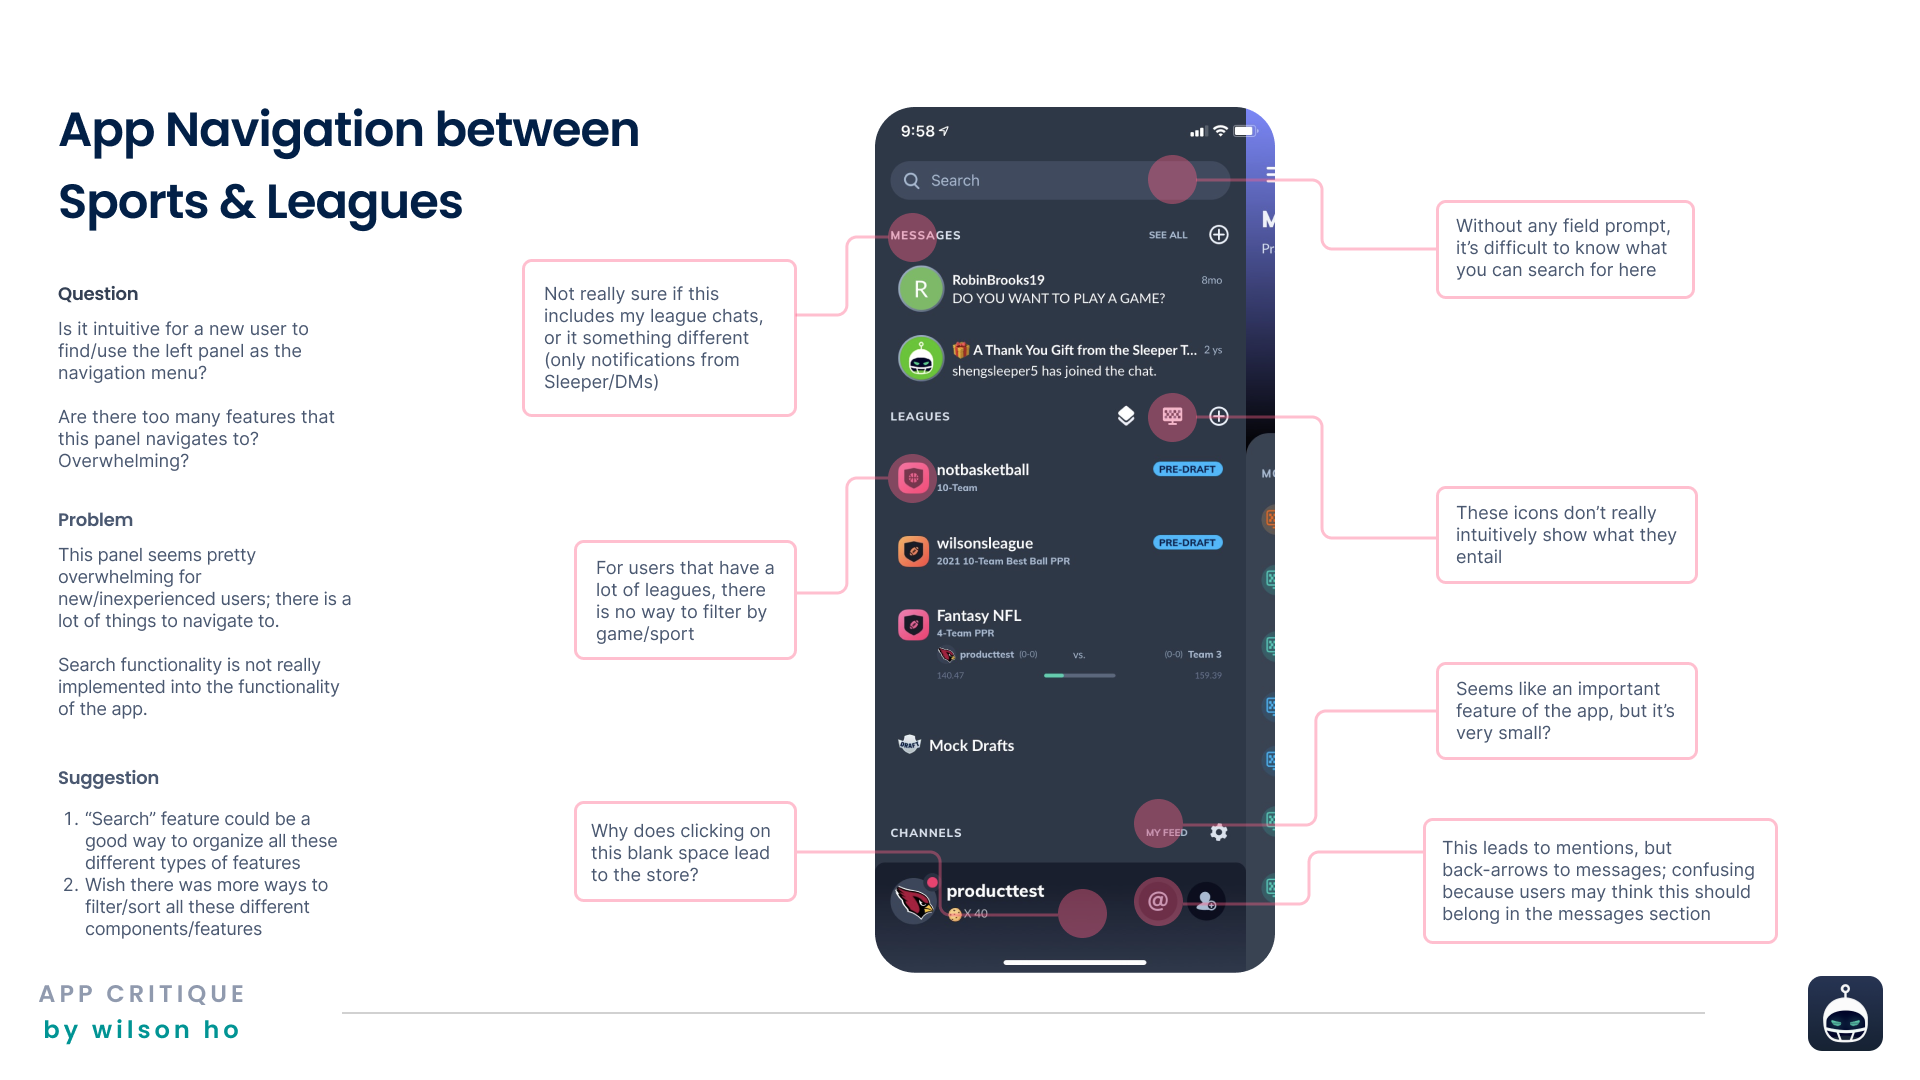 App Navigation between
Sports & Leagues
Question
Is it intuitive for a new user to
find/use the left panel as the
navigation menu?
Are there too many features that
this panel navigates to?
Overwhelming?
Problem
This panel seems pretty
overwhelming for
new/inexperienced users; there is a
lot of things to navigate to.
Search functionality is not really
implemented into the functionality
of the app.
Suggestion
1. “Search” feature could be a
good way to organize all these
different types of features
2. Wish there was more ways to
filter/sort all these different
components/features
Not really sure if this
includes my league chats,
or it something different
(only notifications from
Sleeper/DMs)
For users that have a
lot of leagues, there
is no way to filter by
game/sport
Why does clicking on
this blank space lead
to the store?
9:58
Search
MESSAGES SEE ALL
R
RobinBrooks19 8mo
DO YOU WANT TO PLAY A GAME?
A Thank You Gift from the Sleeper T... 2 ys
shengsleeper5 has joined the chat.
LEAGUES
notbasketball PRE-DRAFT
10-Team
wilsonsleague PRE-DRAFT
2021 10-Team Best Ball PPR
Fantasy NFL
4-Team PPR
producttest (0-0) vs. (0-0) Team 3
140.47 159.39
DRAFT
Mock Drafts
CHANNELS MY FEED
producttest
X 40
@
M
Pr
MO
Without any field prompt,
it’s difficult to know what
you can search for here
These icons don’t really
intuitively show what they
entail
Seems like an important
feature of the app, but it’s
very small?
This leads to mentions, but
back-arrows to messages; confusing
because users may think this should
belong in the messages section
APP CRITIQUE
by wilson ho